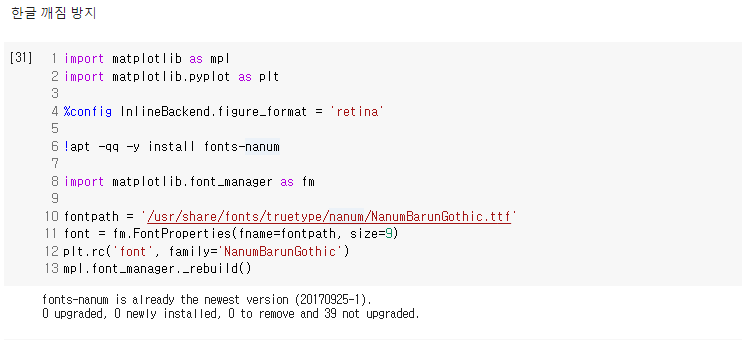 한글 깨짐 방지
[31] 1 import matplotlib as mpl
2 import matplotlib.pyplot as plt
3
4 %config InlineBackend.figure_format = 'retina'
5
6 !apt -qq -y install fonts-nanum
7
8 import matplotlib.font_manager as fm
9
10 fontpath = '/usr/share/fonts/truetype/nanum/NanumBarunGothic.ttf'
11 font = fm.FontProperties(fname=fontpath, size=9)
12 plt.rc('font', family='NanumBarunGothic')
13 mpl.font_manager._rebuild()
fonts-nanum is already the newest version (20170925-1).
0 upgraded, 0 newly installed, 0 to remove and 39 not upgraded.